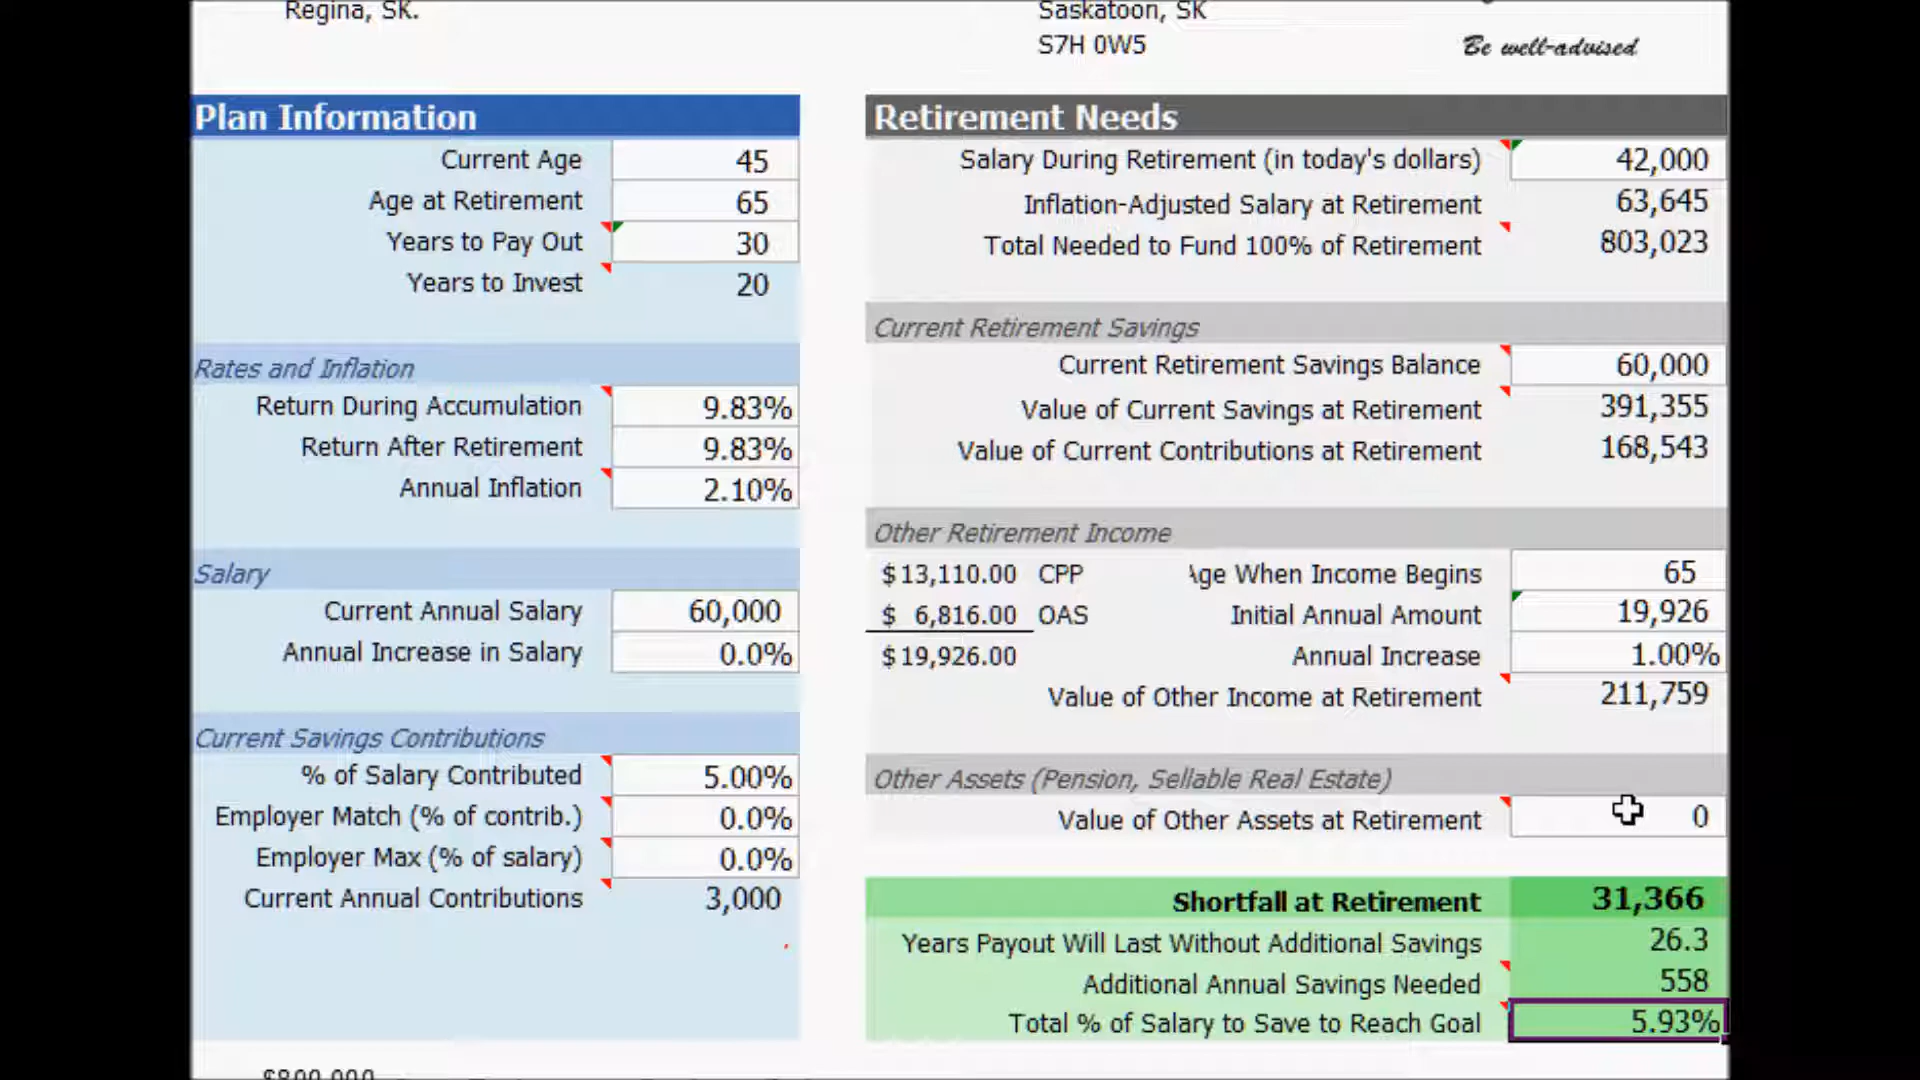 Regina, SK.
Saskatoon, SK
S7H 0W5
Be well-advised
Plan Information
Current Age 45
Age at Retirement 65
Years to Pay Out 30
Years to Invest 20
Rates and Inflation
Return During Accumulation 9.83%
Return After Retirement 9.83%
Annual Inflation 2.10%
Salary
Current Annual Salary 60,000
Annual Increase in Salary 0.0%
Current Savings Contributions
% of Salary Contributed 5.00%
Employer Match (% of contrib.) 0.0%
Employer Max (% of salary) 0.0%
Current Annual Contributions 3,000
Retirement Needs
Salary During Retirement (in today's dollars) 42,000
Inflation-Adjusted Salary at Retirement 63,645
Total Needed to Fund 100% of Retirement 803,023
Current Retirement Savings
Current Retirement Savings Balance 60,000
Value of Current Savings at Retirement 391,355
Value of Current Contributions at Retirement 168,543
Other Retirement Income
$13,110.00 CPP Age When Income Begins 65
$ 6,816.00 OAS Initial Annual Amount 19,926
$19,926.00 Annual Increase 1.00%
Value of Other Income at Retirement 211,759
Other Assets (Pension, Sellable Real Estate)
Value of Other Assets at Retirement 0
Shortfall at Retirement 31,366
Years Payout Will Last Without Additional Savings 26.3
Additional Annual Savings Needed 558
Total % of Salary to Save to Reach Goal 5.93%
$800,000